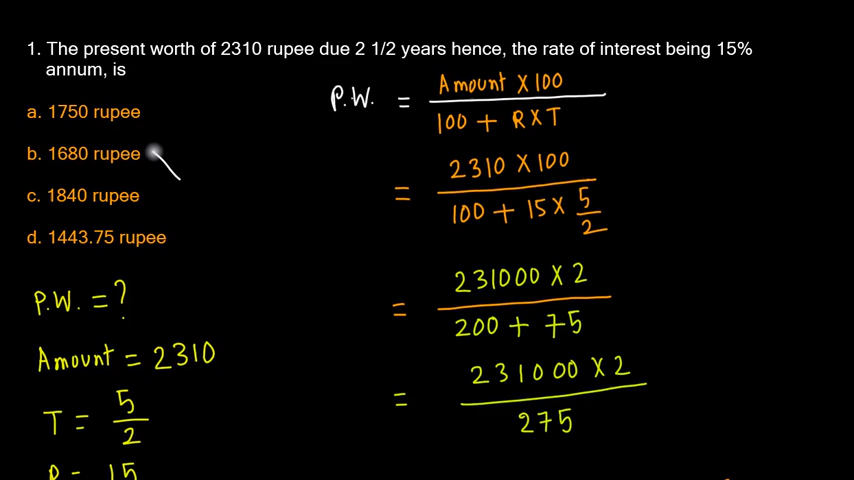 1. The present worth of 2310 rupee due 2 1/2 years hence, the rate of interest being 15%
annum, is
a. 1750 rupee
b. 1680 rupee
c. 1840 rupee
d. 1443.75 rupee
P.W. = ?
Amount = 2310
T = 5/2
R = 15
P.W. = Amount X 100 / 100 + R X T
= 2310 X 100 / 100 + 15 X 5/2
= 231000 X 2 / 200 + 75
= 231000 X 2 / 275